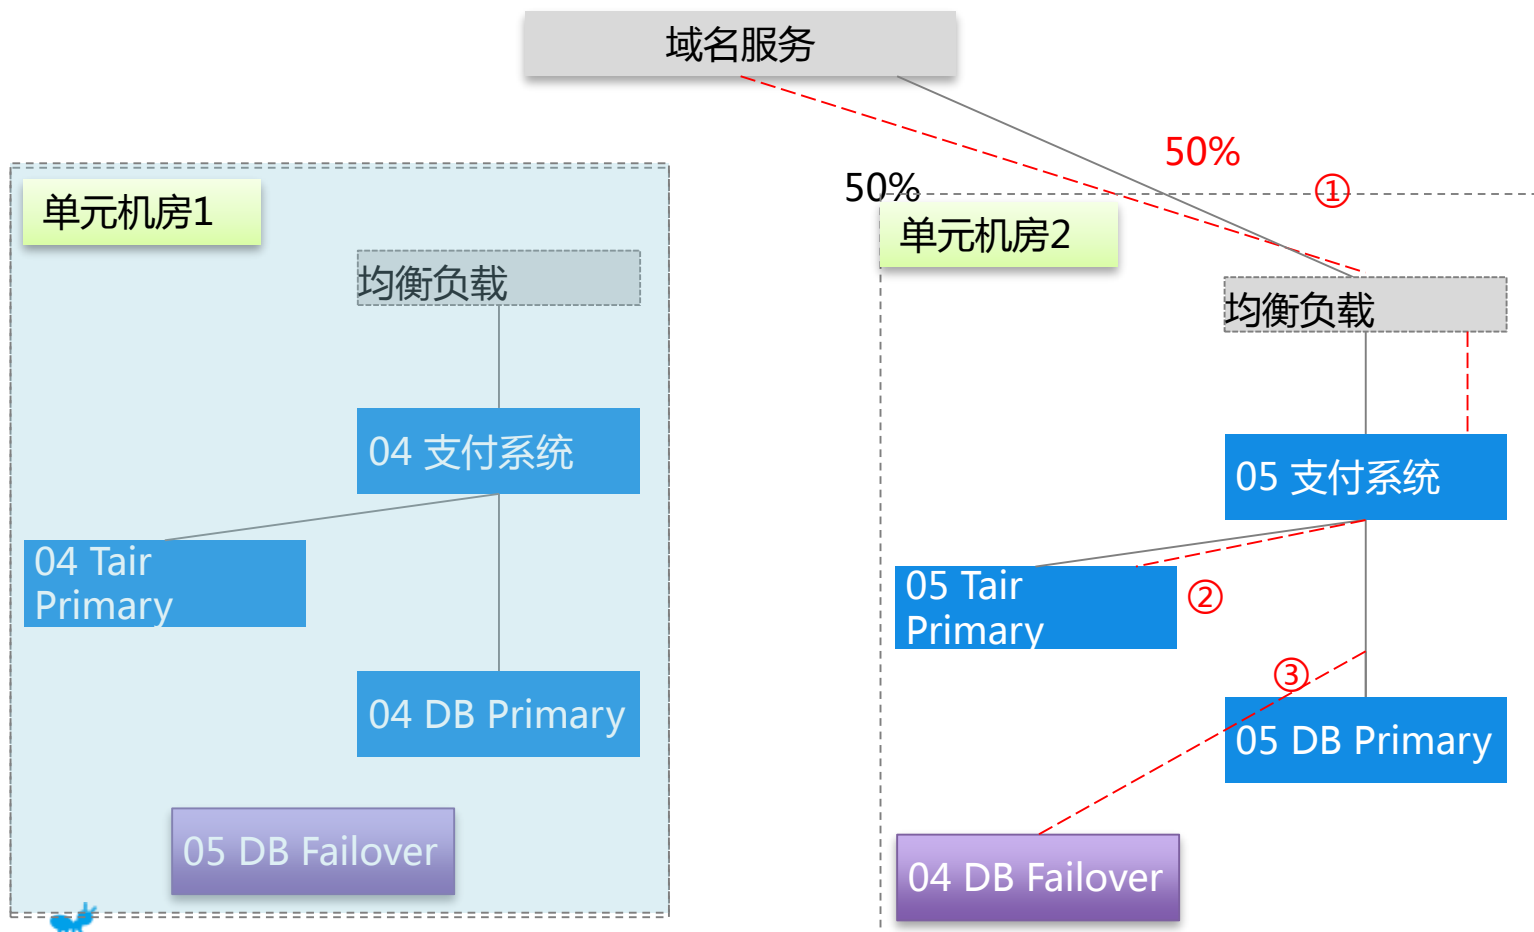 域名服务
50%
50%
①
单元机房1
均衡负载
04 支付系统
04 Tair
Primary
04 DB Primary
05 DB Failover
单元机房2
均衡负载
05 支付系统
05 Tair
Primary
②
③
05 DB Primary
04 DB Failover